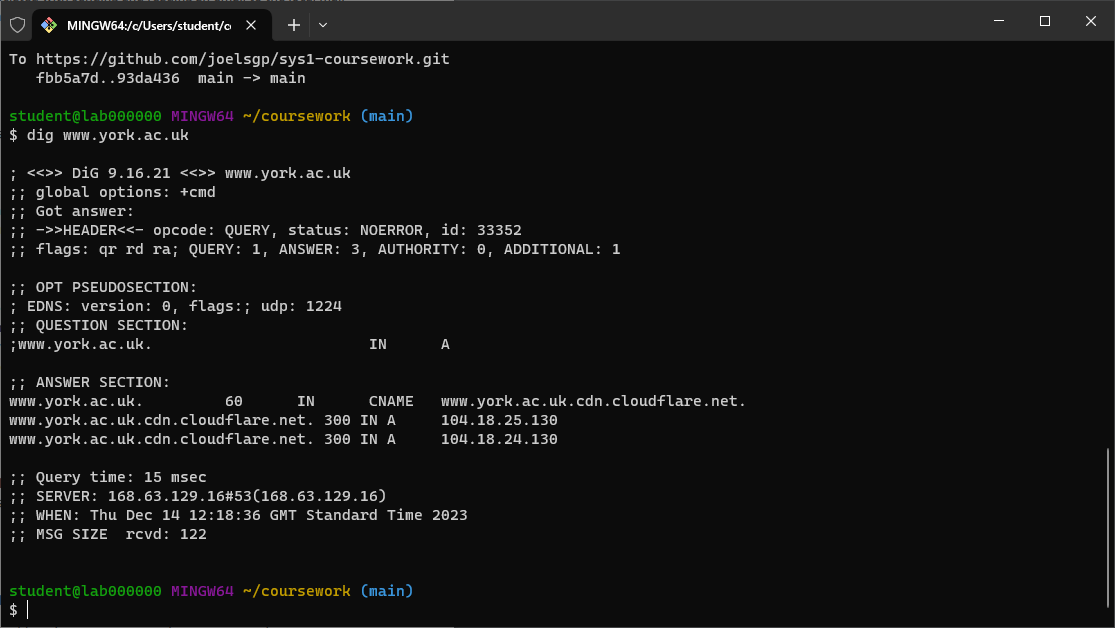 MINGW64:/c/Users/student/co
To https://github.com/joelsgp/sys1-coursework.git
   fbb5a7d..93da436  main -> main
student@lab000000 MINGW64 ~/coursework (main)
$ dig www.york.ac.uk
; <<>> DiG 9.16.21 <<>> www.york.ac.uk
;; global options: +cmd
;; Got answer:
;; ->>HEADER<<- opcode: QUERY, status: NOERROR, id: 33352
;; flags: qr rd ra; QUERY: 1, ANSWER: 3, AUTHORITY: 0, ADDITIONAL: 1
;; OPT PSEUDOSECTION:
; EDNS: version: 0, flags:; udp: 1224
;; QUESTION SECTION:
;www.york.ac.uk.                        IN      A
;; ANSWER SECTION:
www.york.ac.uk.         60      IN      CNAME   www.york.ac.uk.cdn.cloudflare.net.
www.york.ac.uk.cdn.cloudflare.net. 300 IN A     104.18.25.130
www.york.ac.uk.cdn.cloudflare.net. 300 IN A     104.18.24.130
;; Query time: 15 msec
;; SERVER: 168.63.129.16#53(168.63.129.16)
;; WHEN: Thu Dec 14 12:18:36 GMT Standard Time 2023
;; MSG SIZE  rcvd: 122
student@lab000000 MINGW64 ~/coursework (main)
$